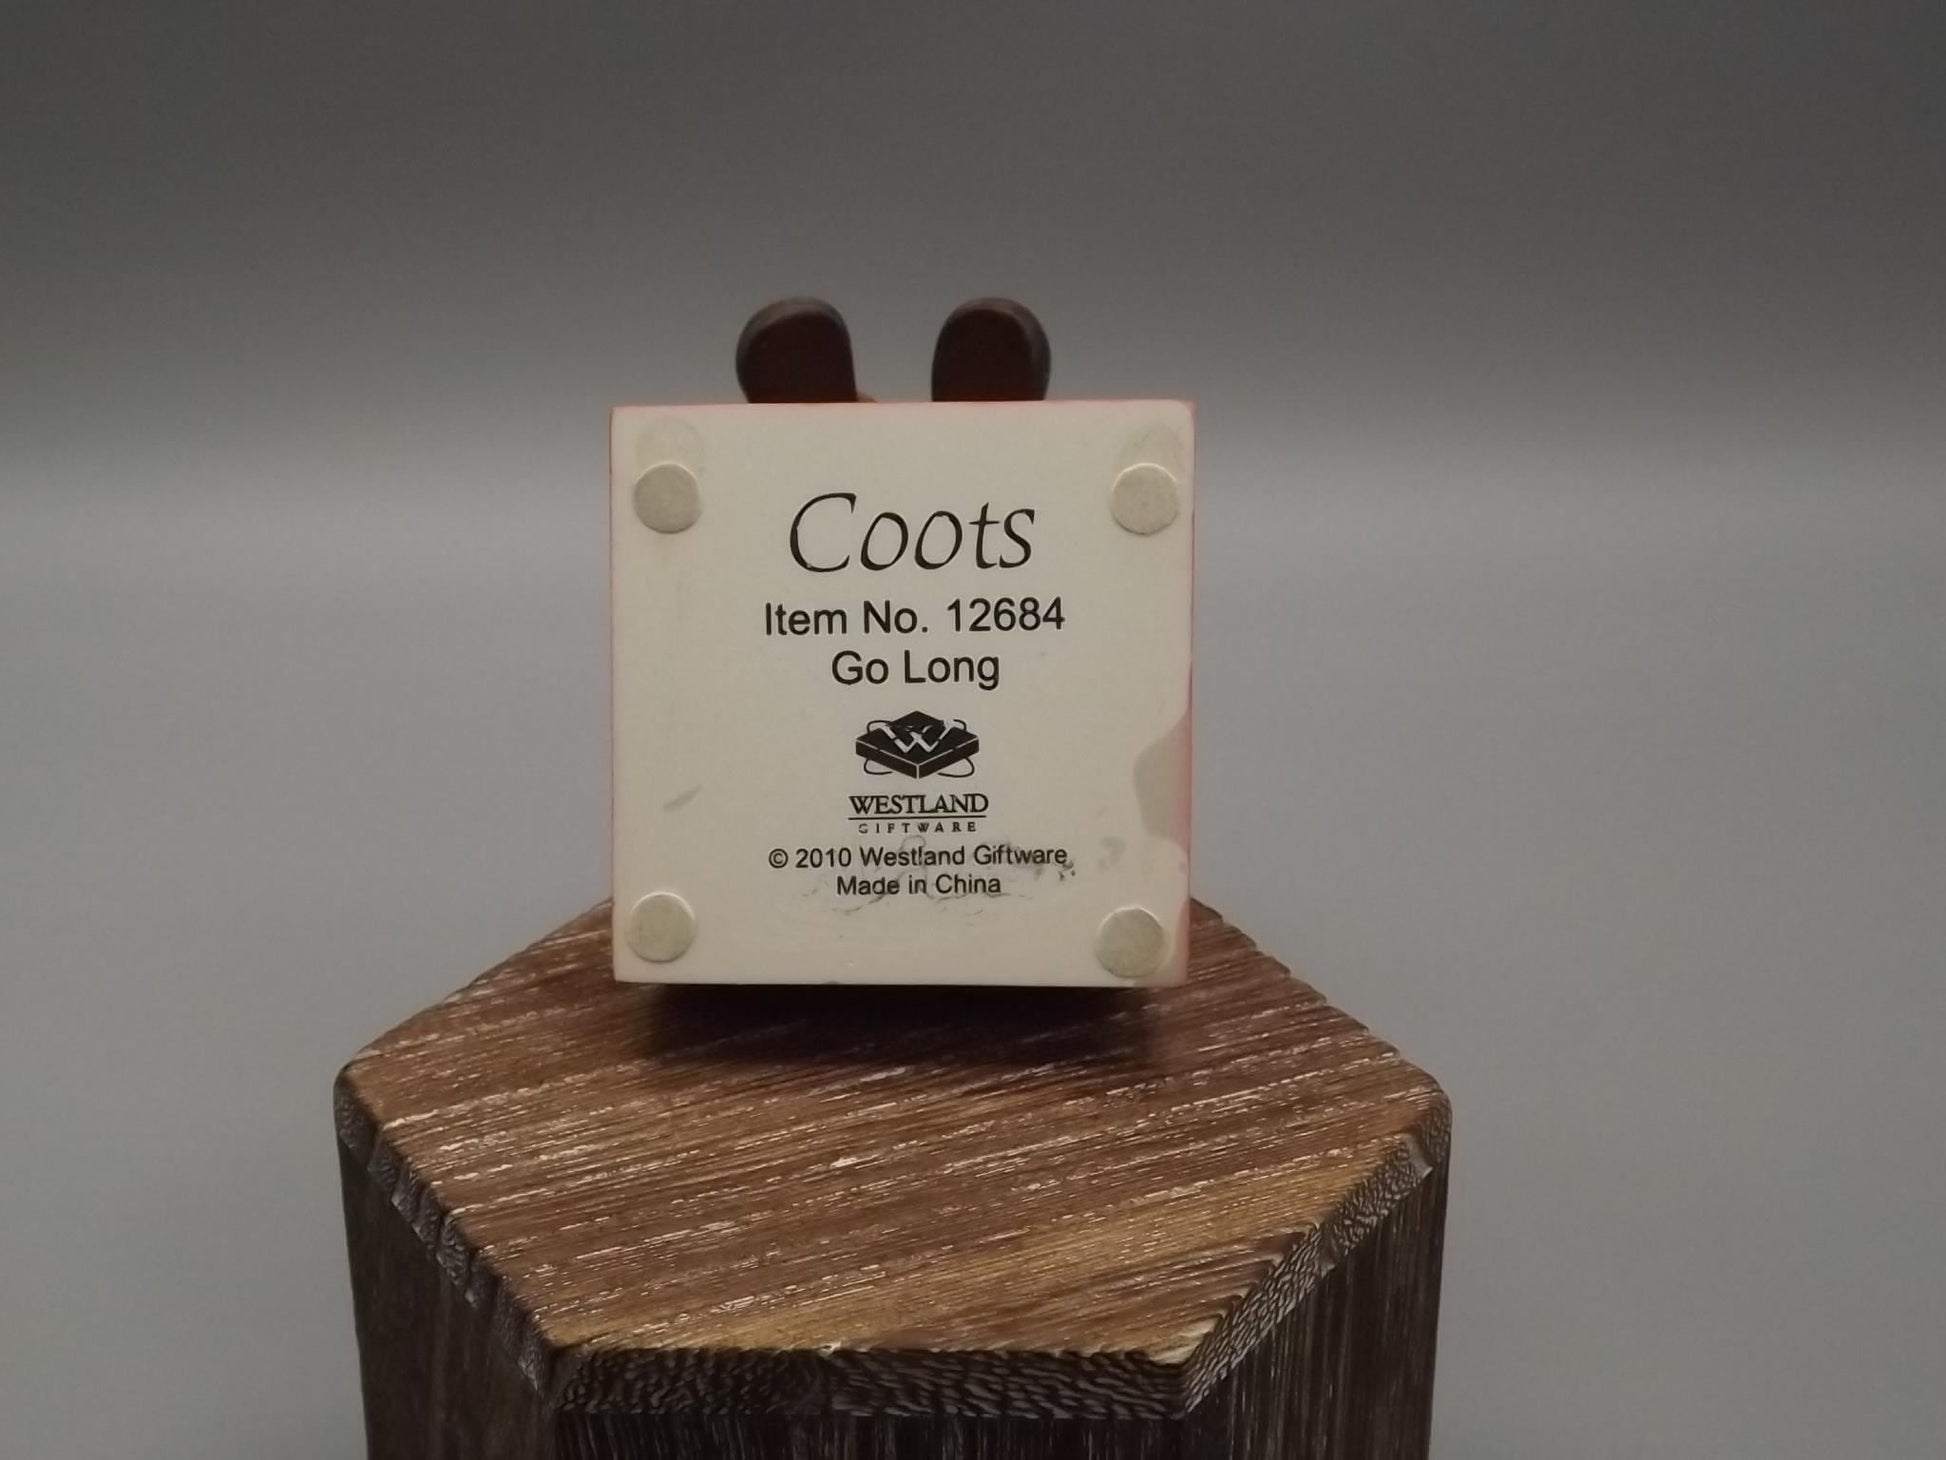 Coots
Item No. 12684
Go Long
W
WESTLAND
GIFTWARE
© 2010 Westland Giftware
Made in China